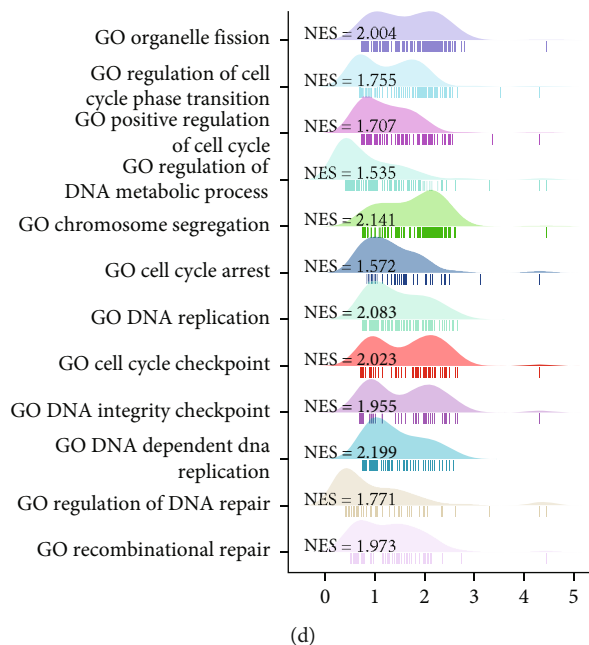 GO organelle fission
NES = 2.004
GO regulation of cell
cycle phase transition
NES = 1.755
GO positive regulation
of cell cycle
NES = 1.707
GO regulation of
DNA metabolic process
NES = 1.535
GO chromosome segregation
NES = 2.141
GO cell cycle arrest
NES = 1.572
GO DNA replication
NES = 2.083
GO cell cycle checkpoint
NES = 2.023
GO DNA integrity checkpoint
NES = 1.955
GO DNA dependent dna
replication
NES = 2.199
GO regulation of DNA repair
NES = 1.771
GO recombinational repair
NES = 1.973
0 1 2 3 4 5
(d)